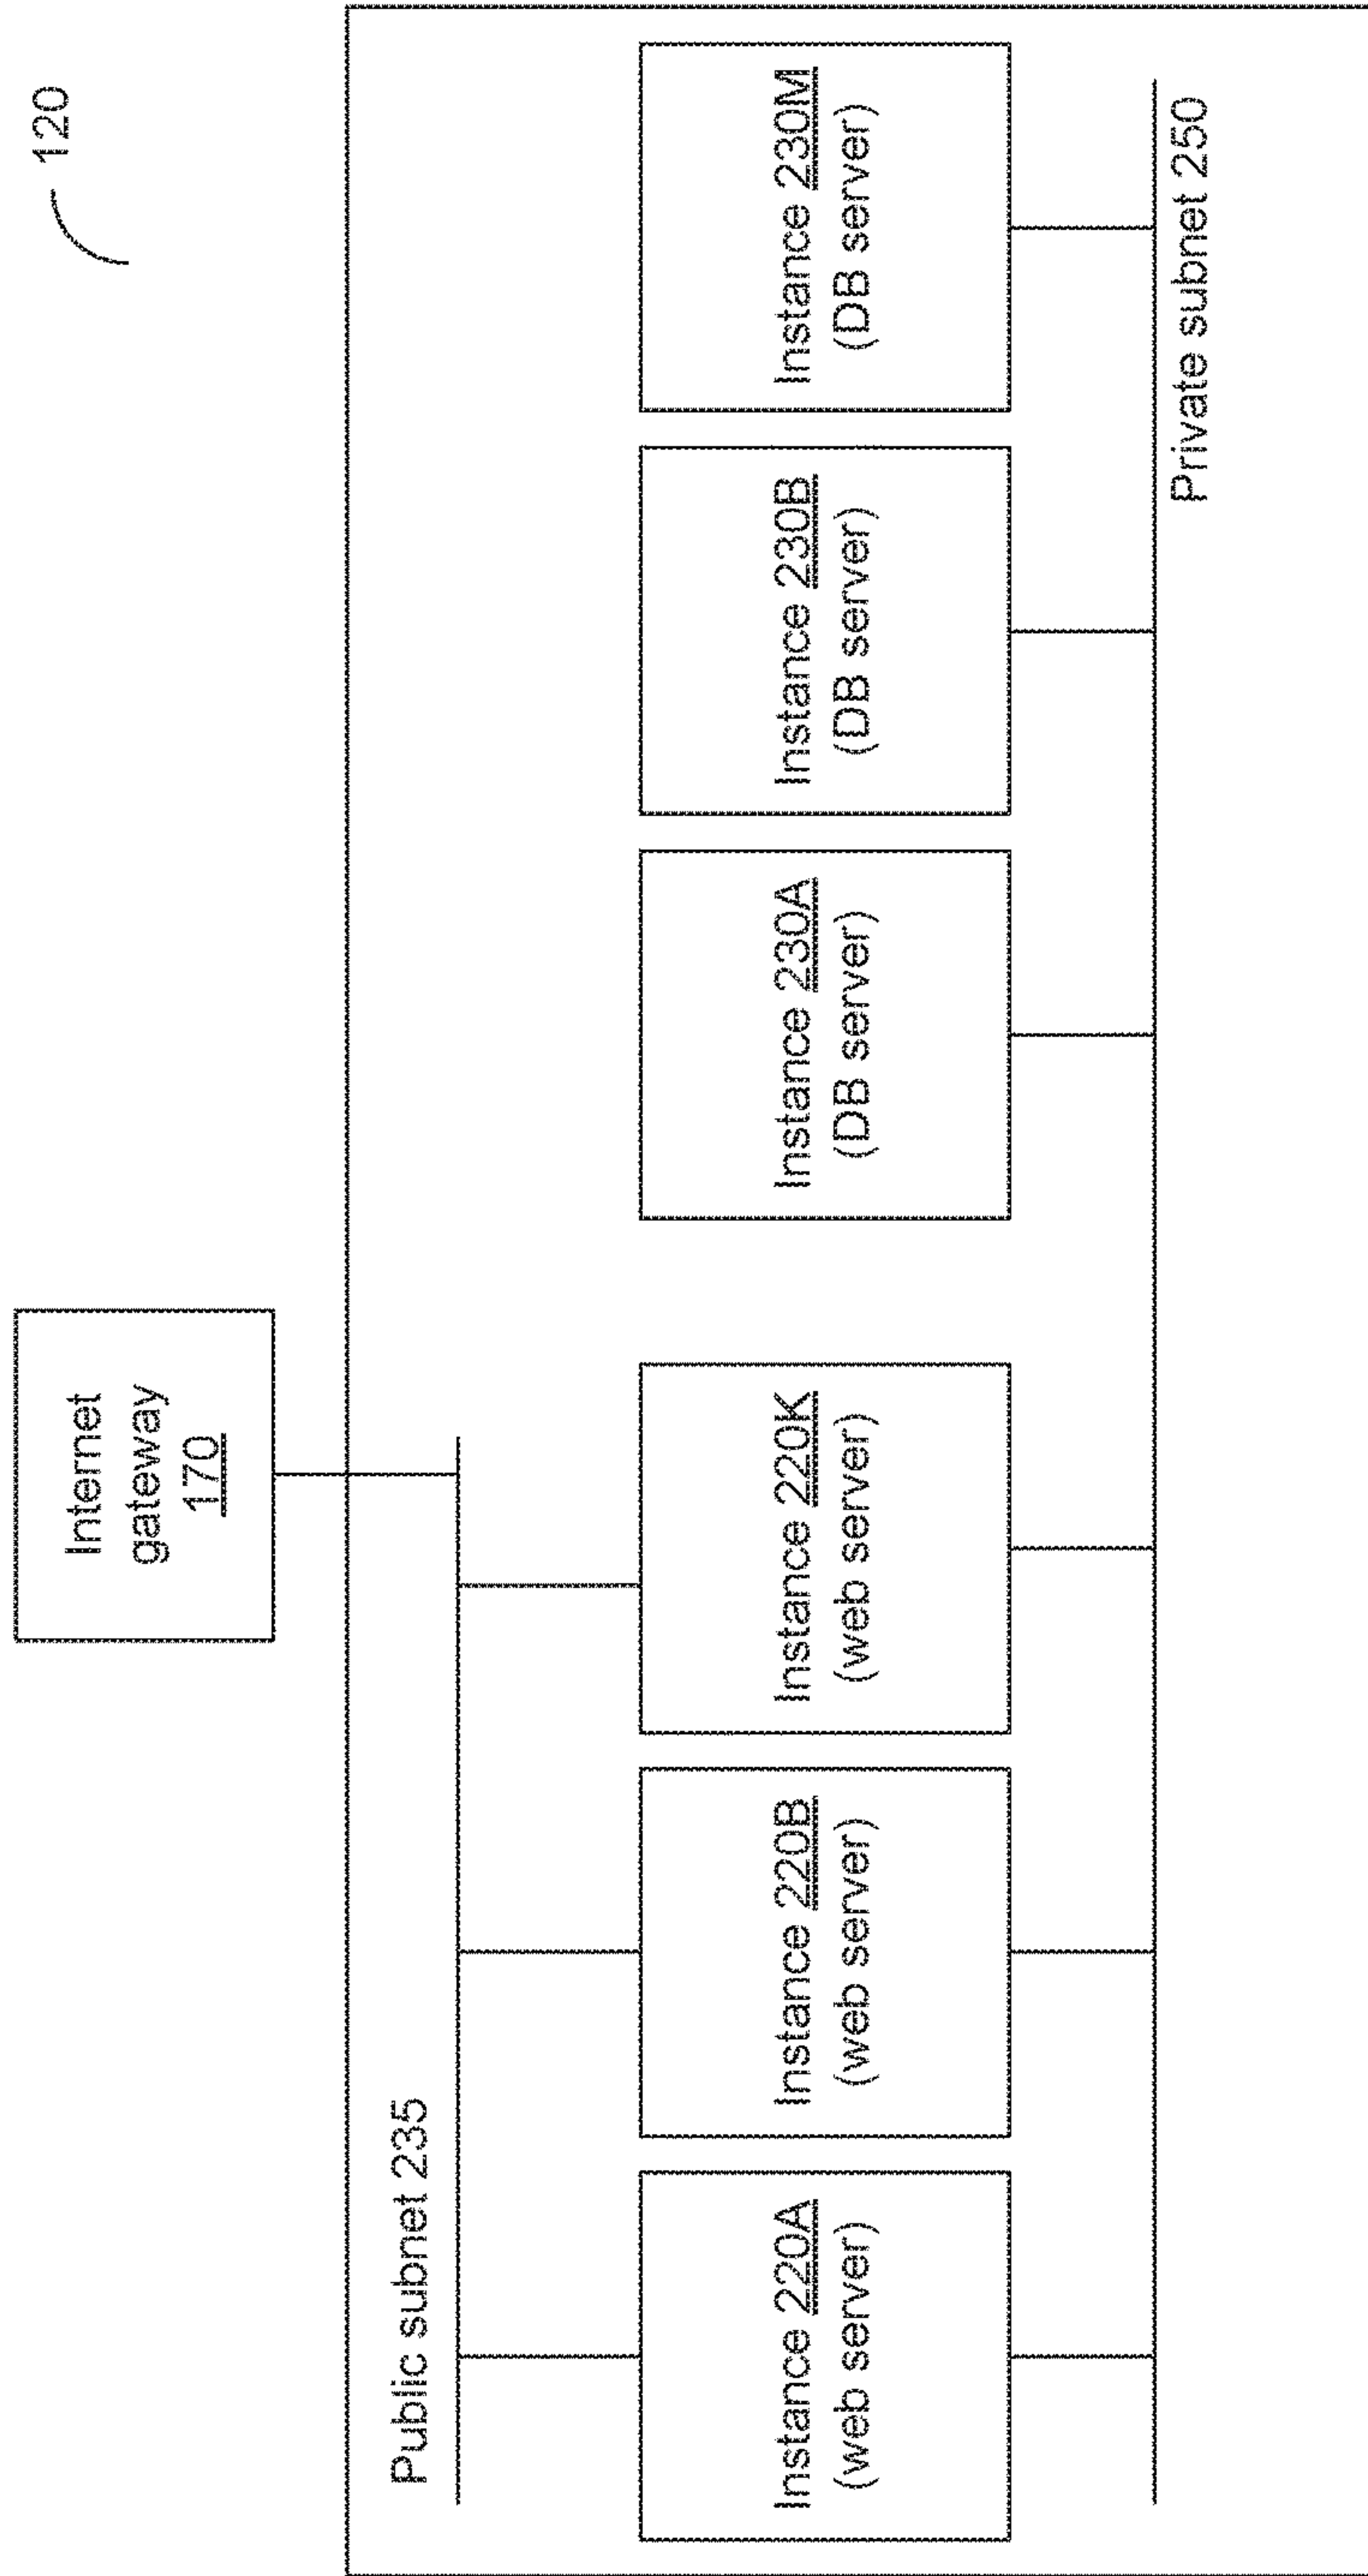 120
Internet
gateway
170
Public subnet 235
Instance 220A
(web server)
Instance 220B
(web server)
Instance 220K
(web server)
Instance 230A
(DB server)
Instance 230B
(DB server)
Instance 230M
(DB server)
Private subnet 250